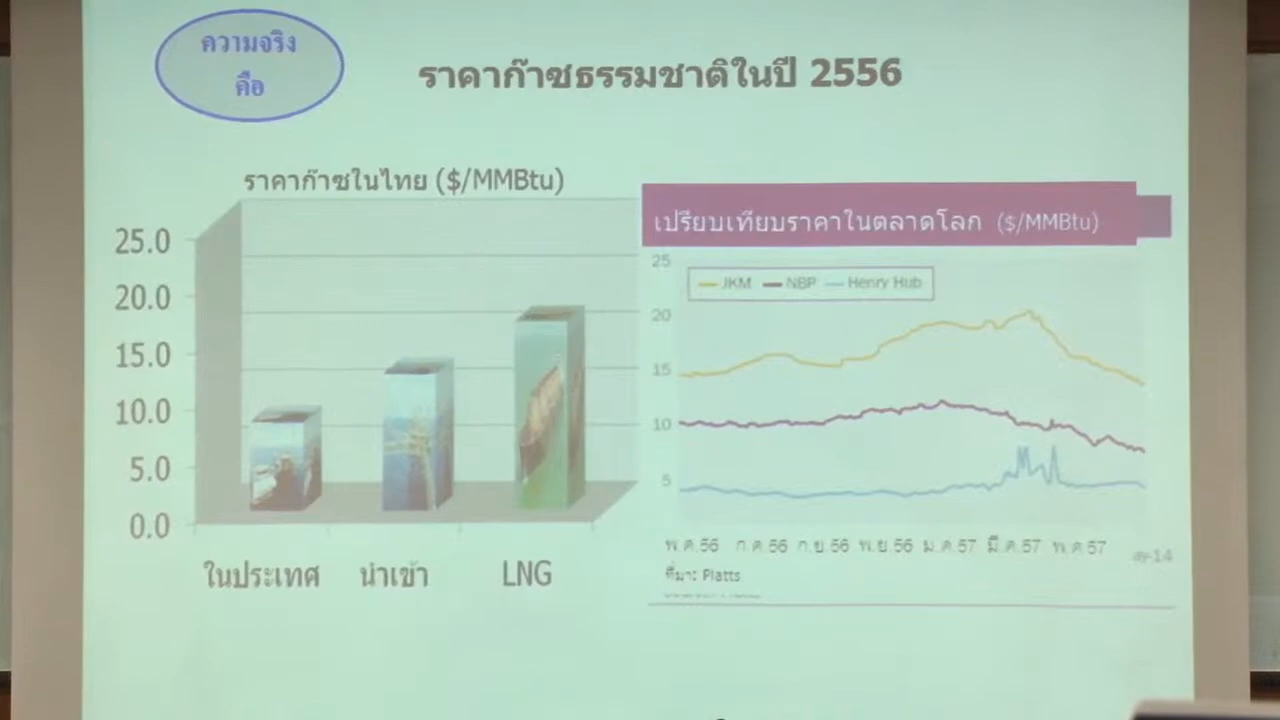 ความจริง
คือ
ราคาก๊าซธรรมชาติในปี 2556
ราคาก๊าซในไทย ($/MMBtu)
25.0
20.0
15.0
10.0
5.0
0.0
ในประเทศ นำเข้า LNG
เปรียบเทียบราคาในตลาดโลก ($/MMBtu)
25
JKM NBP Henry Hub
20
15
10
5
พ.ค.56 ก.ค.56 ก.ย.56 พ.ย.56 ม.ค.57 มี.ค.57 พ.ค.57
ที่มา: Platts